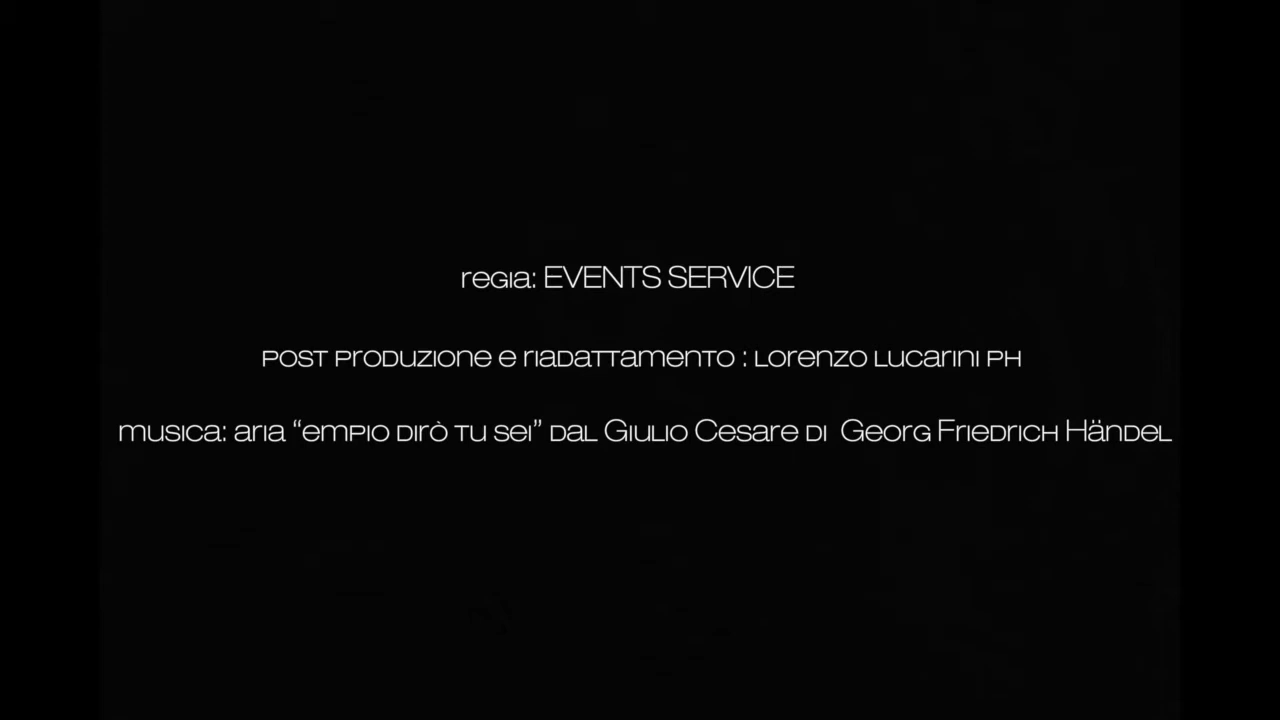 regia: EVENTS SERVICE
POST PRODUZIONE e riadattamento : Lorenzo Lucarini PH
musica: aria “empio dirò tu sei” dal Giulio Cesare di Georg Friedrich Händel